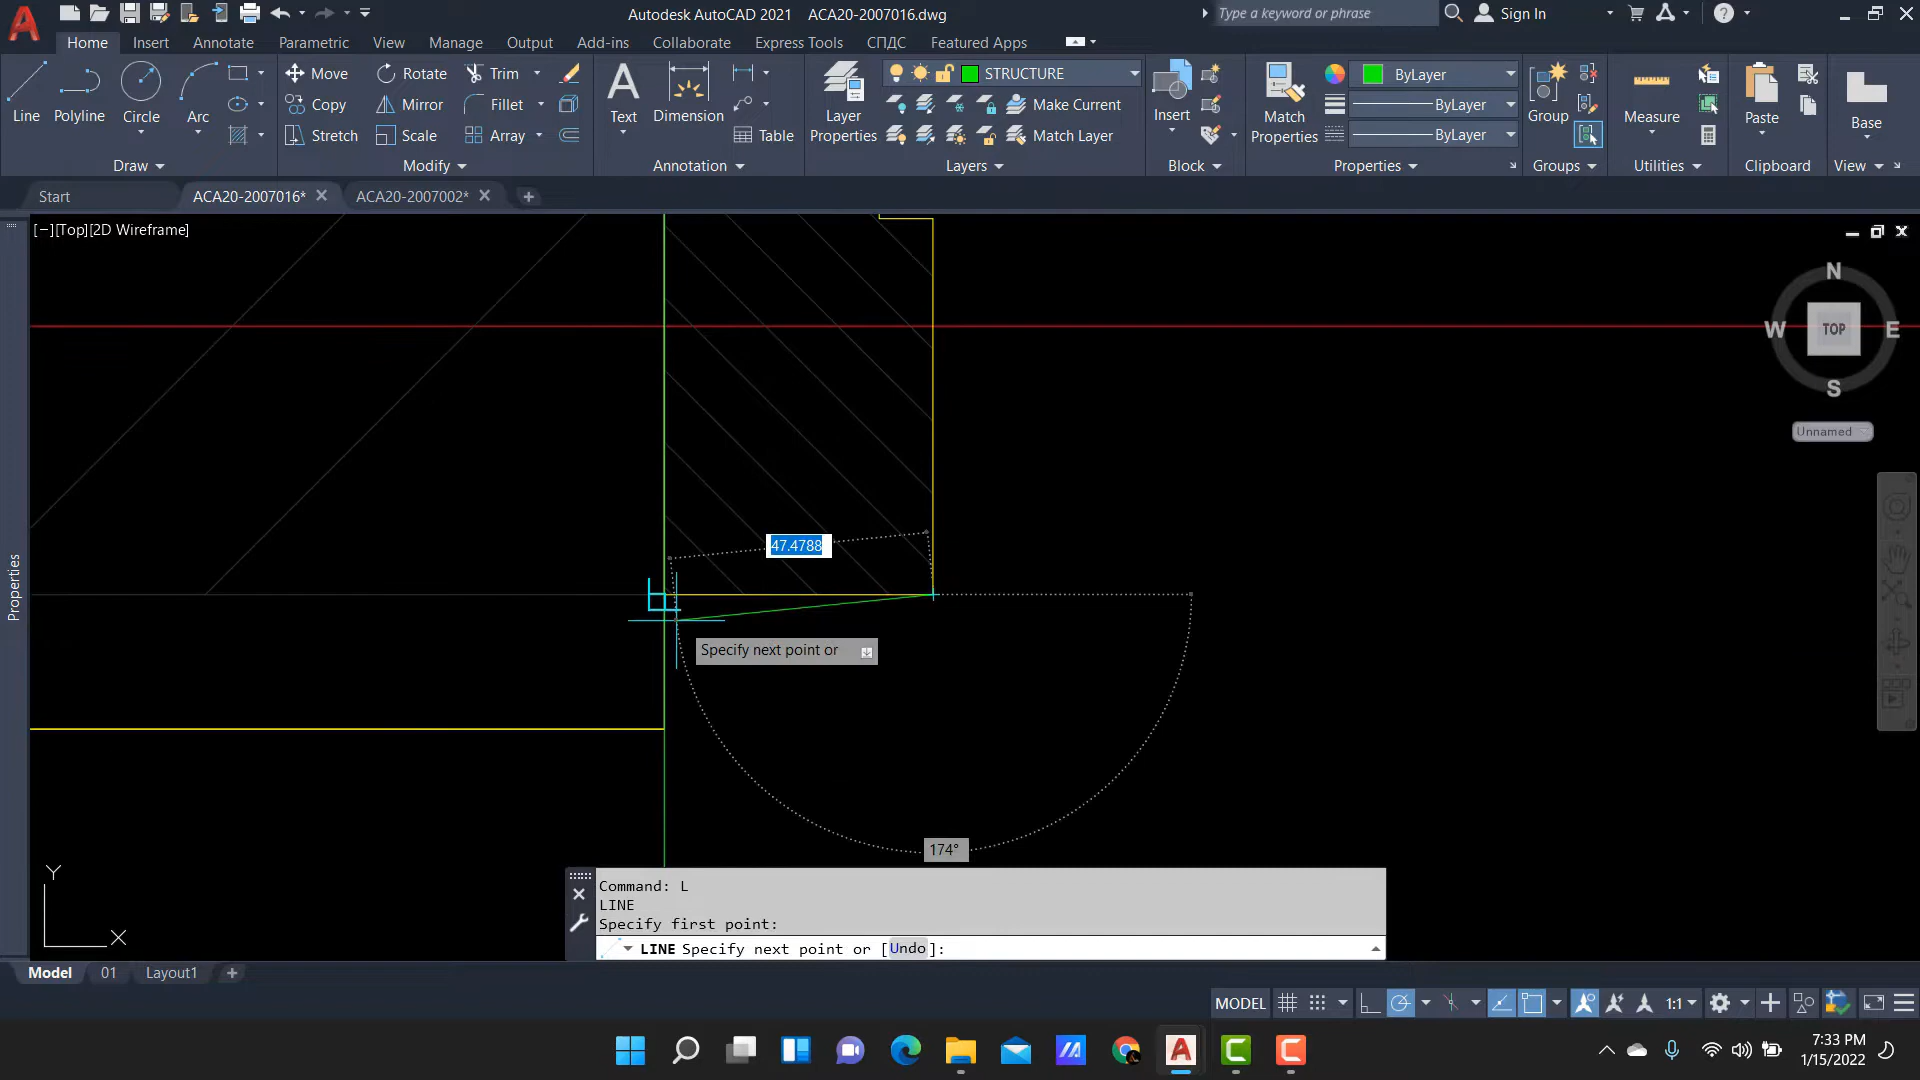 Autodesk AutoCAD 2021 ACA20-2007016.dwg
Type a keyword or phrase
Sign In
Home Insert Annotate Parametric View Manage Output Add-ins Collaborate Express Tools СПДС Featured Apps
Line Polyline Circle Arc
Move Rotate Trim
Copy Mirror Fillet
Stretch Scale Array
Text Dimension Table
Layer Properties
STRUCTURE
Make Current
Match Layer
Insert
Match Properties
ByLayer
ByLayer
ByLayer
Group
Measure
Paste
Base
Draw Modify Annotation Layers Block Properties Groups Utilities Clipboard View
Start ACA20-2007016* ACA20-2007002*
[−][Top][2D Wireframe]
N
W TOP E
S
Unnamed
Properties
47.4788
Specify next point or
174°
Y
X
Command: L
LINE
Specify first point:
LINE Specify next point or [Undo]:
Model 01 Layout1
MODEL 1:1
7:33 PM
1/15/2022